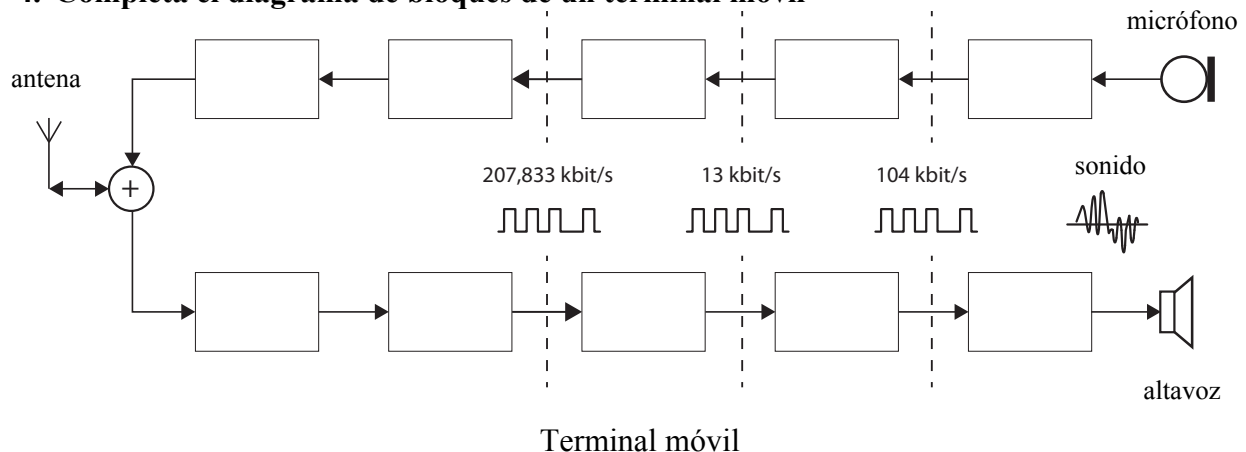 4. Completa el diagrama de bloques de un terminal móvil
micrófono
antena
+
207,833 kbit/s
13 kbit/s
104 kbit/s
sonido
altavoz
Terminal móvil